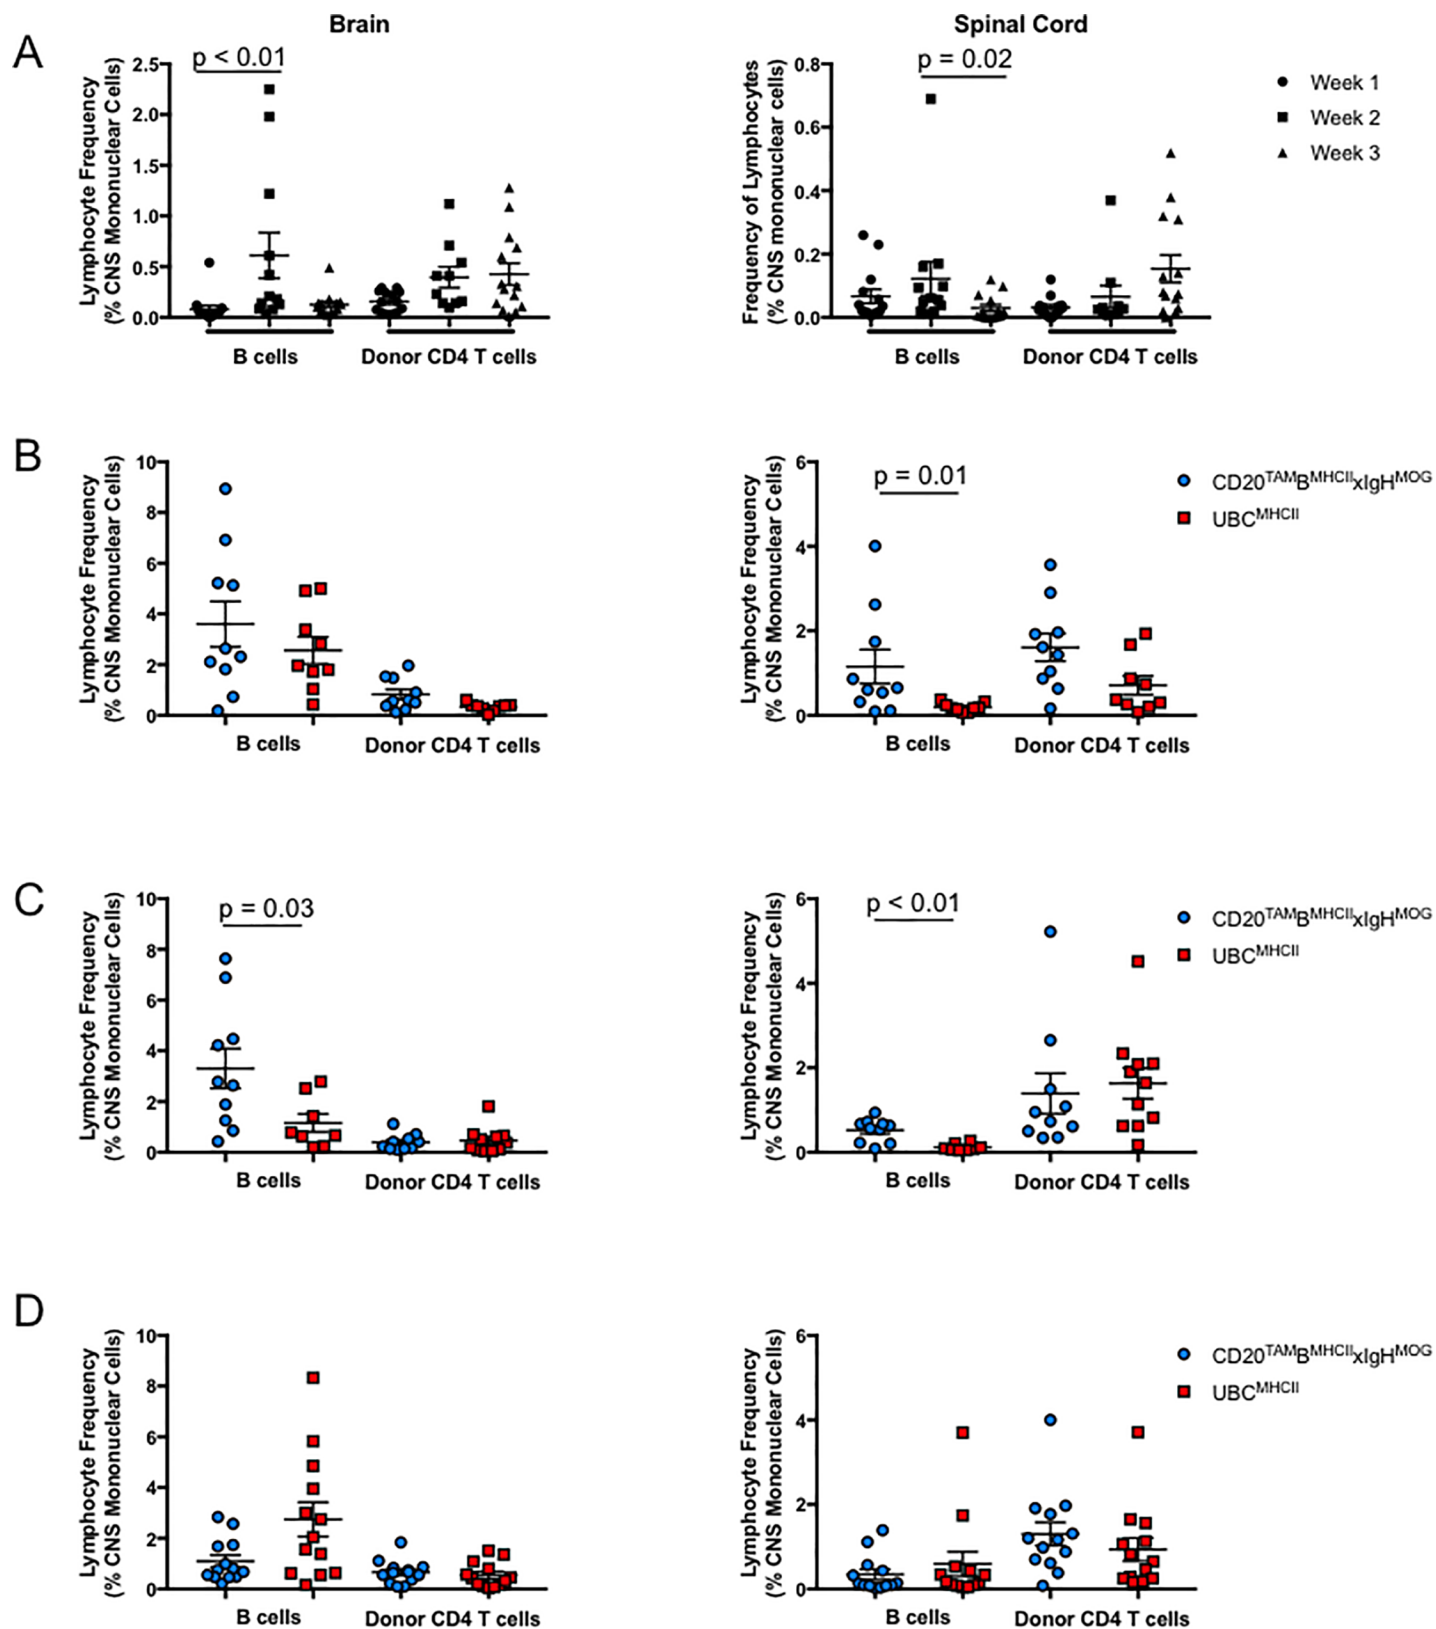 Brain
Spinal Cord
A
p < 0.01
Lymphocyte Frequency
(% CNS Mononuclear Cells)
2.5
2.0
1.5
1.0
0.5
0.0
B cells
Donor CD4 T cells
p = 0.02
Frequency of Lymphocytes
(% CNS mononuclear cells)
0.8
0.6
0.4
0.2
0.0
B cells
Donor CD4 T cells
Week 1
Week 2
Week 3
B
Lymphocyte Frequency
(% CNS Mononuclear Cells)
10
8
6
4
2
0
B cells
Donor CD4 T cells
p = 0.01
Lymphocyte Frequency
(% CNS Mononuclear Cells)
6
4
2
0
B cells
Donor CD4 T cells
CD20TAMBMHCIIxIgHMOG
UBCMHCII
C
p = 0.03
Lymphocyte Frequency
(% CNS Mononuclear Cells)
10
8
6
4
2
0
B cells
Donor CD4 T cells
p < 0.01
Lymphocyte Frequency
(% CNS Mononuclear Cells)
6
4
2
0
B cells
Donor CD4 T cells
CD20TAMBMHCIIxIgHMOG
UBCMHCII
D
Lymphocyte Frequency
(% CNS Mononuclear Cells)
10
8
6
4
2
0
B cells
Donor CD4 T cells
Lymphocyte Frequency
(% CNS Mononuclear Cells)
6
4
2
0
B cells
Donor CD4 T cells
CD20TAMBMHCIIxIgHMOG
UBCMHCII